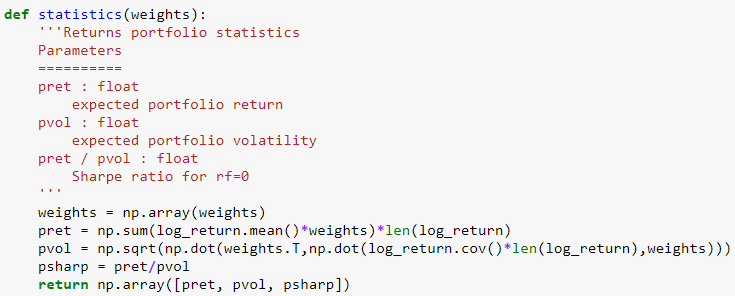 def statistics(weights):
    '''Returns portfolio statistics
    Parameters
    ==========
    pret : float
        expected portfolio return
    pvol : float
        expected portfolio volatility
    pret / pvol : float
        Sharpe ratio for rf=0
    '''
    weights = np.array(weights)
    pret = np.sum(log_return.mean()*weights)*len(log_return)
    pvol = np.sqrt(np.dot(weights.T,np.dot(log_return.cov()*len(log_return),weights)))
    psharp = pret/pvol
    return np.array([pret, pvol, psharp])